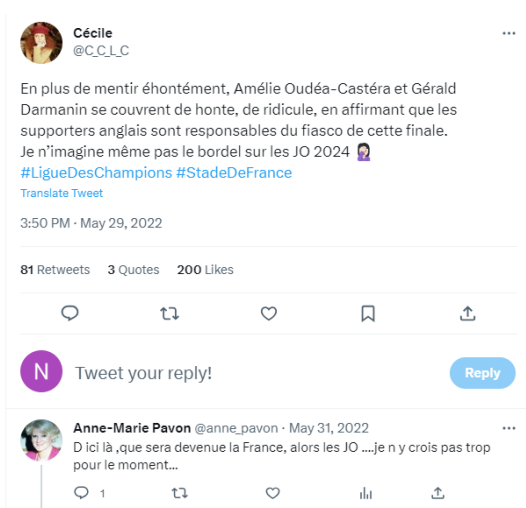 Cécile
@C_C_L_C
En plus de mentir éhontément, Amélie Oudéa-Castéra et Gérald
Darmanin se couvrent de honte, de ridicule, en affirmant que les
supporters anglais sont responsables du fiasco de cette finale.
Je n'imagine même pas le bordel sur les JO 2024 🤦🏻‍♀️
#LigueDesChampions #StadeDeFrance
Translate Tweet
3:50 PM · May 29, 2022
81 Retweets 3 Quotes 200 Likes
N Tweet your reply! Reply
Anne-Marie Pavon @anne_pavon · May 31, 2022
D ici là ,que sera devenue la France, alors les JO ....je n y crois pas trop
pour le moment...
1